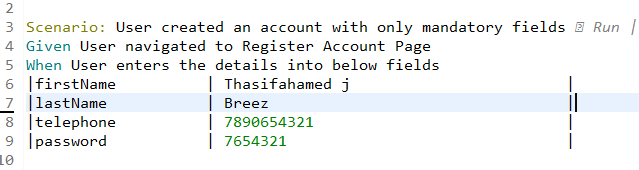 2
3 Scenario: User created an account with only mandatory fields ▯ Run |
4 Given User navigated to Register Account Page
5 When User enters the details into below fields
6 |firstName | Thasifahamed j |
7 |lastName | Breez |
8 |telephone | 7890654321 |
9 |password | 7654321 |
10